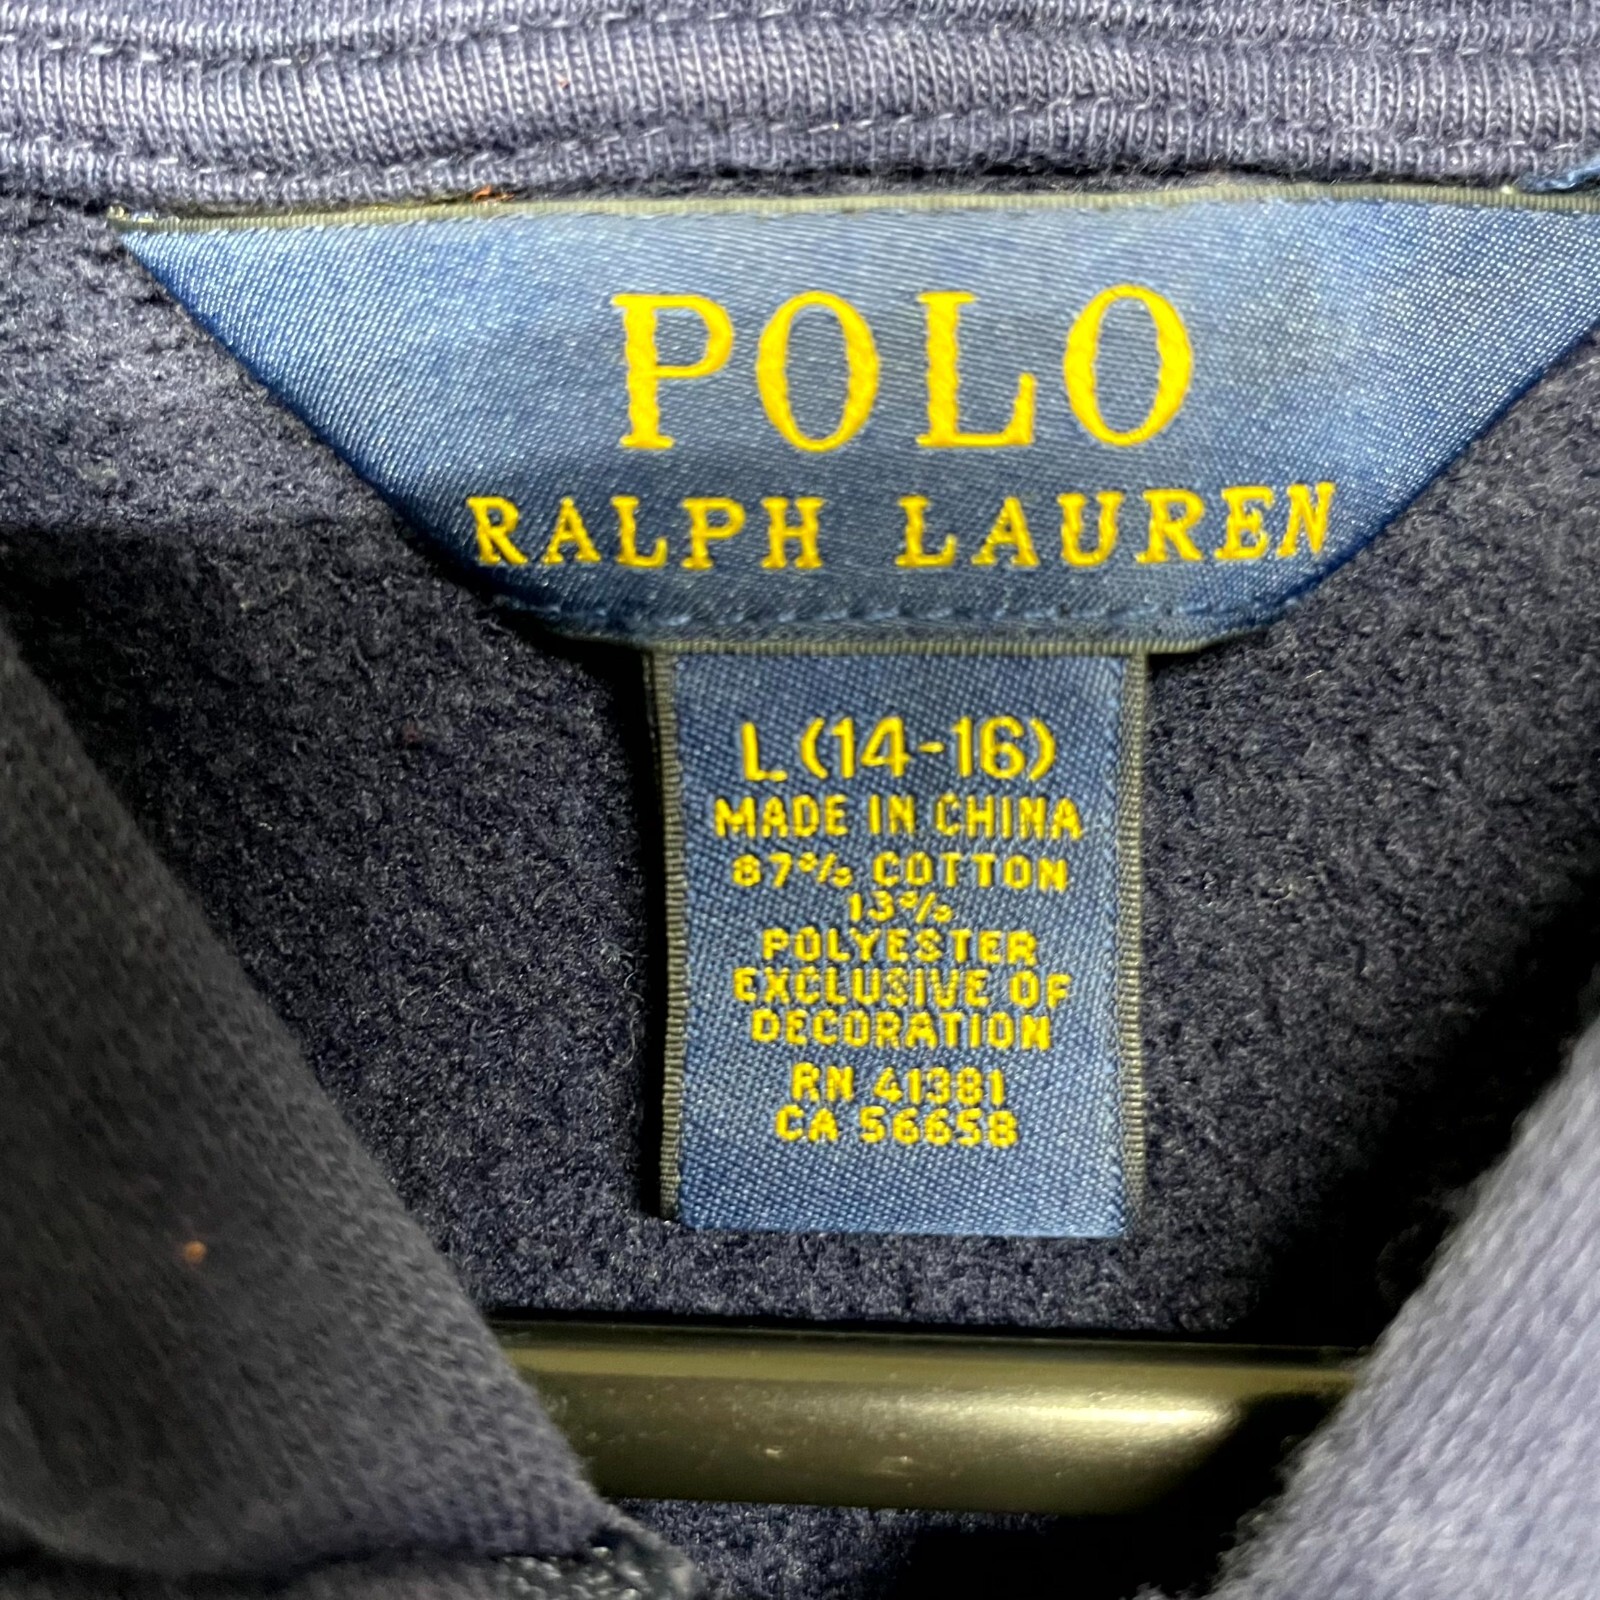 POLO
RALPH LAUREN
L (14-16)
MADE IN CHINA
87% COTTON
13%
POLYESTER
EXCLUSIVE OF
DECORATION
RN 41381
CA 56658